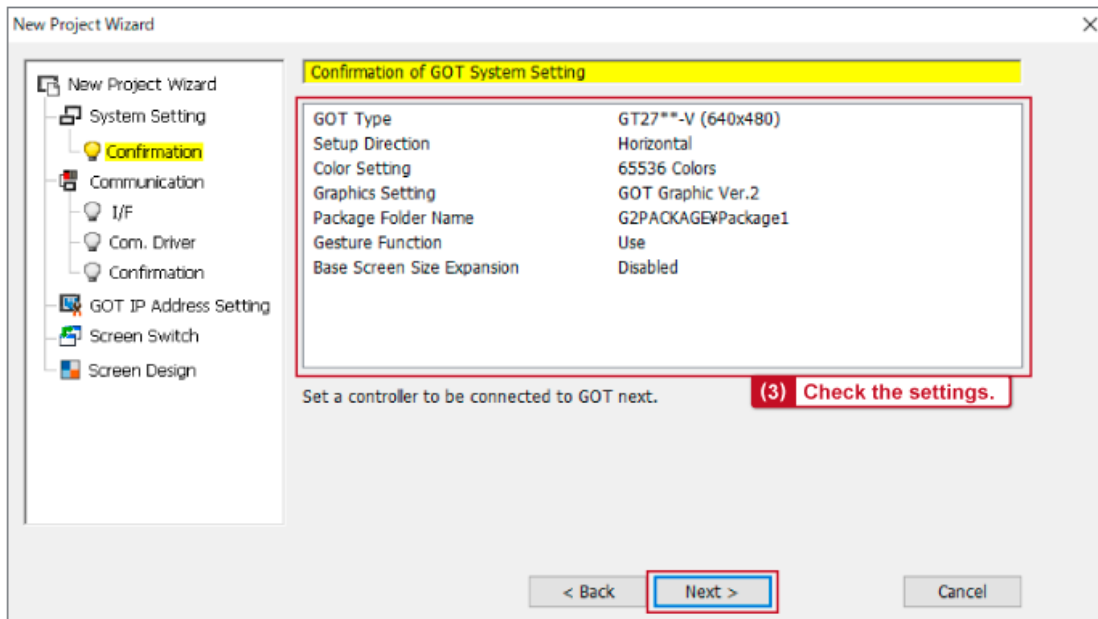 New Project Wizard
New Project Wizard
System Setting
Confirmation
Communication
I/F
Com. Driver
Confirmation
GOT IP Address Setting
Screen Switch
Screen Design
Confirmation of GOT System Setting
GOT Type GT27**-V (640x480)
Setup Direction Horizontal
Color Setting 65536 Colors
Graphics Setting GOT Graphic Ver.2
Package Folder Name G2PACKAGE¥Package1
Gesture Function Use
Base Screen Size Expansion Disabled
(3) Check the settings.
Set a controller to be connected to GOT next.
< Back Next > Cancel